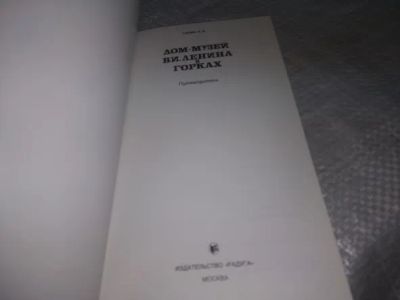 ДОМ-МУЗЕЙ
В.И.ЛЕНИНА
В
ГОРКАХ
Путеводитель
ИЗДАТЕЛЬСТВО «РАДУГА»
МОСКВА